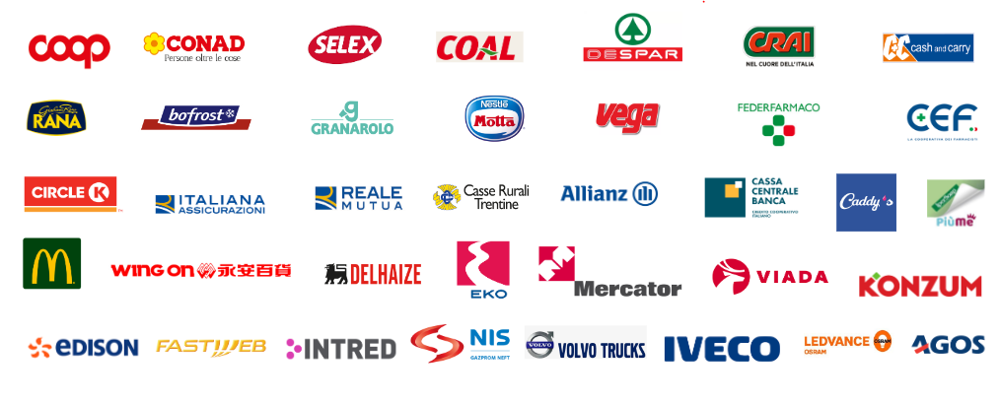 coop
CONAD
Persone oltre le cose
SELEX
COAL
DESPAR
CRAI
NEL CUORE DELL'ITALIA
cash and carry
Giovanni Rana
RANA
bofrost*
GRANAROLO
Nestlé
Motta
vega
FEDERFARMACO
CEF
LA COOPERATIVA DEI FARMACISTI
CIRCLE K
ITALIANA
ASSICURAZIONI
REALE
MUTUA
Casse Rurali
Trentine
Allianz
CASSA
CENTRALE
BANCA
CREDITO COOPERATIVO
ITALIANO
Caddy's
Più me
WING ON 永安百貨
DELHAIZE
EKO
Mercator
VIADA
KONZUM
eDISON
FASTWEB
INTRED
NIS
GAZPROM NEFT
VOLVO
VOLVO TRUCKS
IVECO
LEDVANCE
OSRAM
OSRAM
AGOS